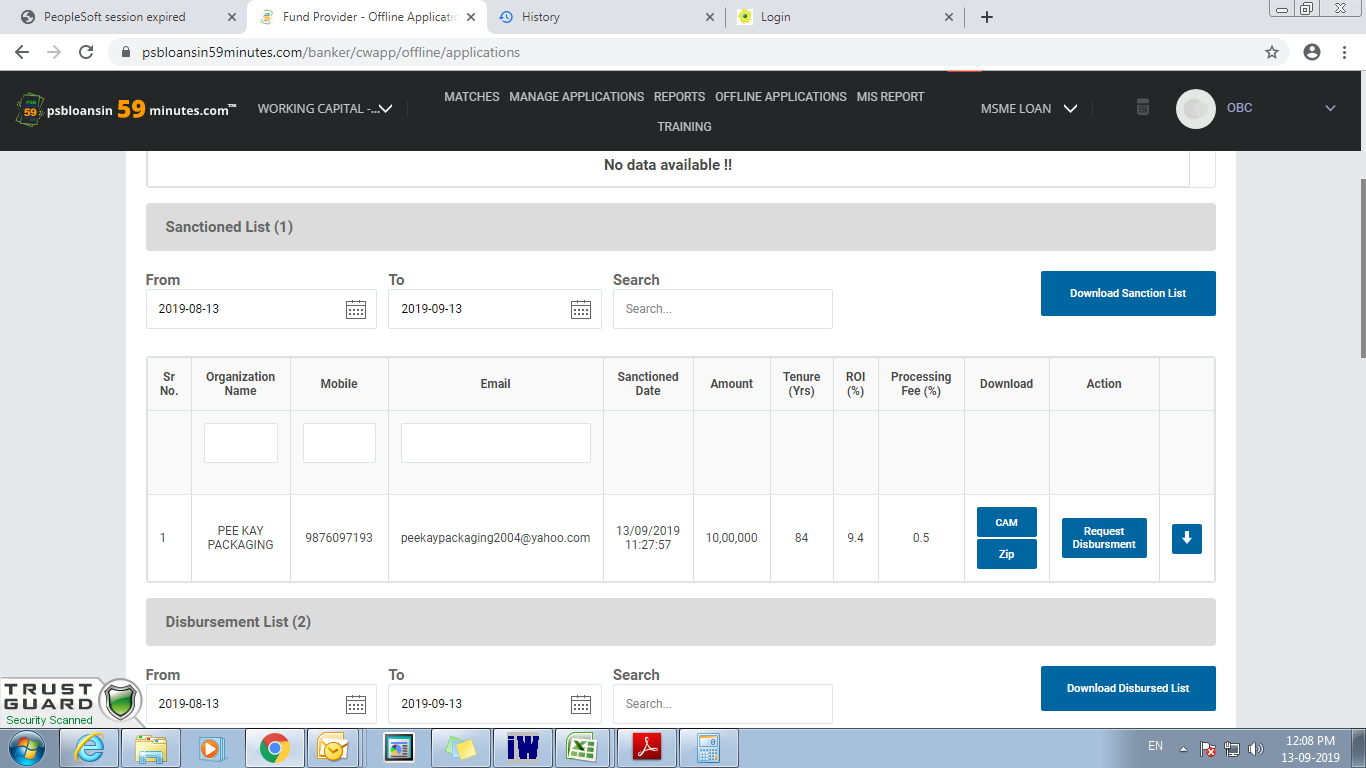 PeopleSoft session expired
Fund Provider - Offline Applicatic
History
Login
psbloansin59minutes.com/banker/cwapp/offline/applications
psbloansin 59 minutes.com™
WORKING CAPITAL -...
MATCHES MANAGE APPLICATIONS REPORTS OFFLINE APPLICATIONS MIS REPORT
TRAINING
MSME LOAN
OBC
No data available !!
Sanctioned List (1)
From To Search
2019-08-13 2019-09-13 Search...
Download Sanction List
Sr No. Organization Name Mobile Email Sanctioned Date Amount Tenure (Yrs) ROI (%) Processing Fee (%) Download Action
1 PEE KAY PACKAGING 9876097193 peekaypackaging2004@yahoo.com 13/09/2019 11:27:57 10,00,000 84 9.4 0.5 CAM Zip Request Disbursment
Disbursement List (2)
From To Search
2019-08-13 2019-09-13 Search...
Download Disbursed List
TRUST
GUARD
Security Scanned
iW
EN
12:08 PM
13-09-2019